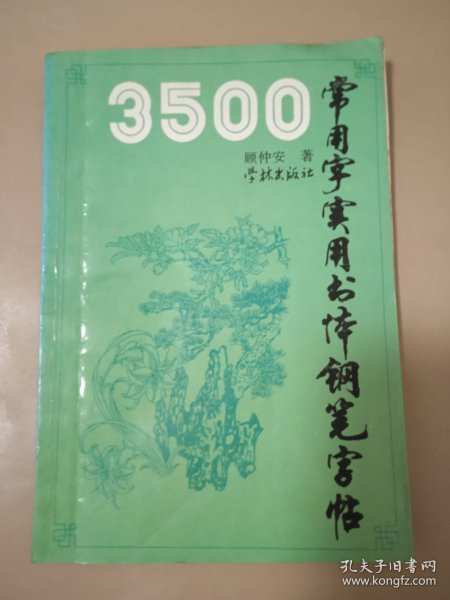 3500
常用字实用书体钢笔字帖
顾仲安 著
学林出版社
孔夫子旧书网
www.kongfz.com